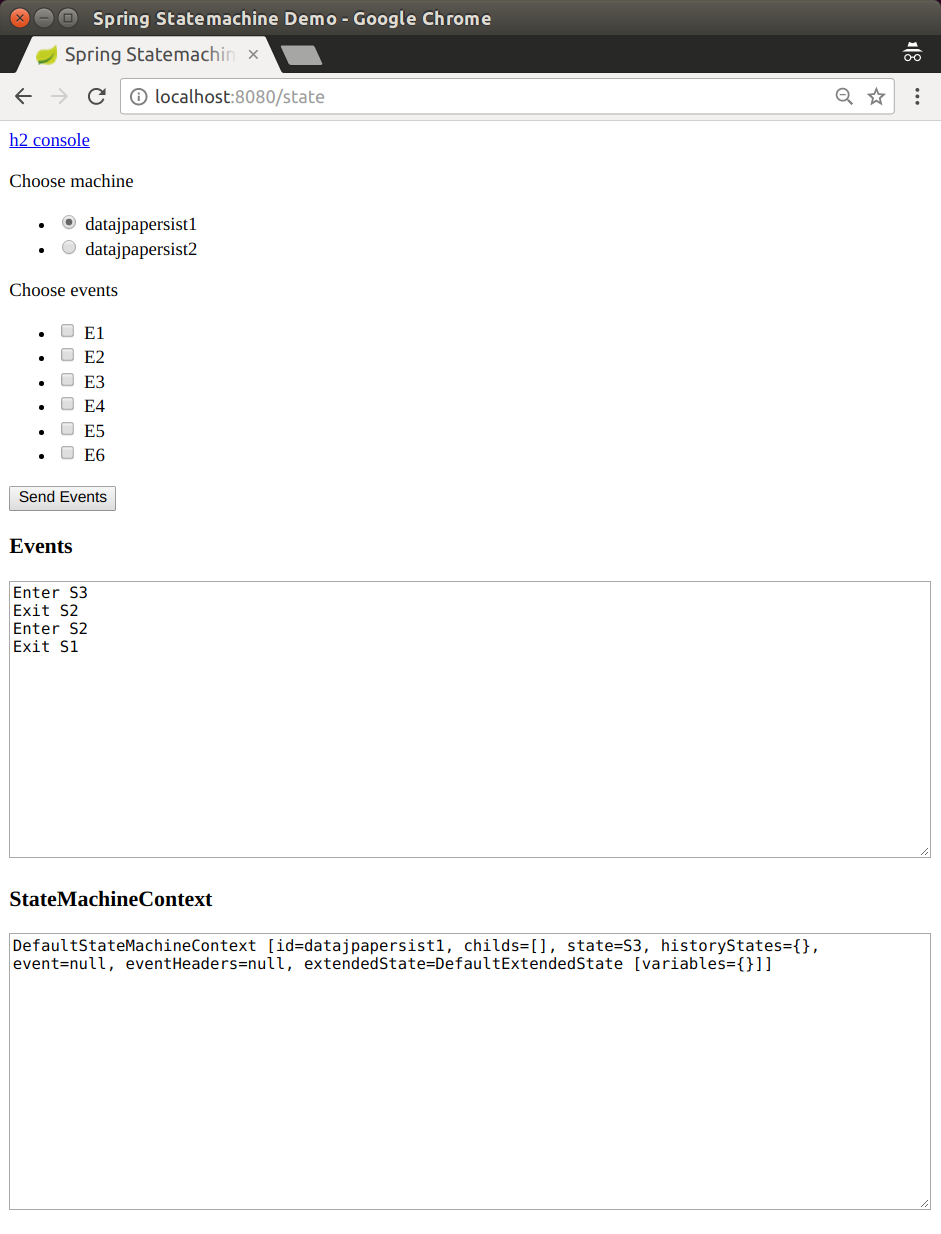 Spring Statemachine Demo - Google Chrome
Spring Statemachin
localhost:8080/state
h2 console
Choose machine
datajpapersist1
datajpapersist2
Choose events
E1
E2
E3
E4
E5
E6
Send Events
Events
Enter S3
Exit S2
Enter S2
Exit S1
StateMachineContext
DefaultStateMachineContext [id=datajpapersist1, childs=[], state=S3, historyStates={},
event=null, eventHeaders=null, extendedState=DefaultExtendedState [variables={}]]